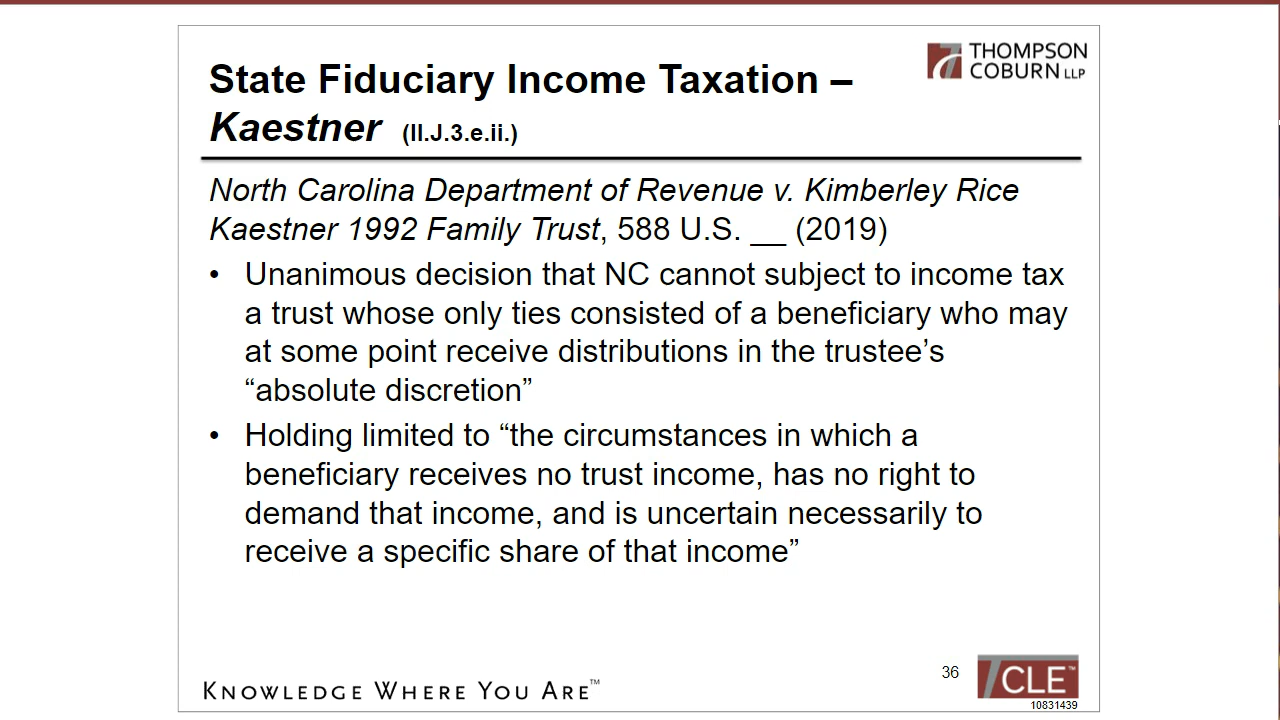 THOMPSON
COBURN LLP
State Fiduciary Income Taxation –
Kaestner (II.J.3.e.ii.)
North Carolina Department of Revenue v. Kimberley Rice
Kaestner 1992 Family Trust, 588 U.S. __ (2019)
• Unanimous decision that NC cannot subject to income tax
a trust whose only ties consisted of a beneficiary who may
at some point receive distributions in the trustee’s
“absolute discretion”
• Holding limited to “the circumstances in which a
beneficiary receives no trust income, has no right to
demand that income, and is uncertain necessarily to
receive a specific share of that income”
KNOWLEDGE WHERE YOU ARE™
36
TCLE™
10831439